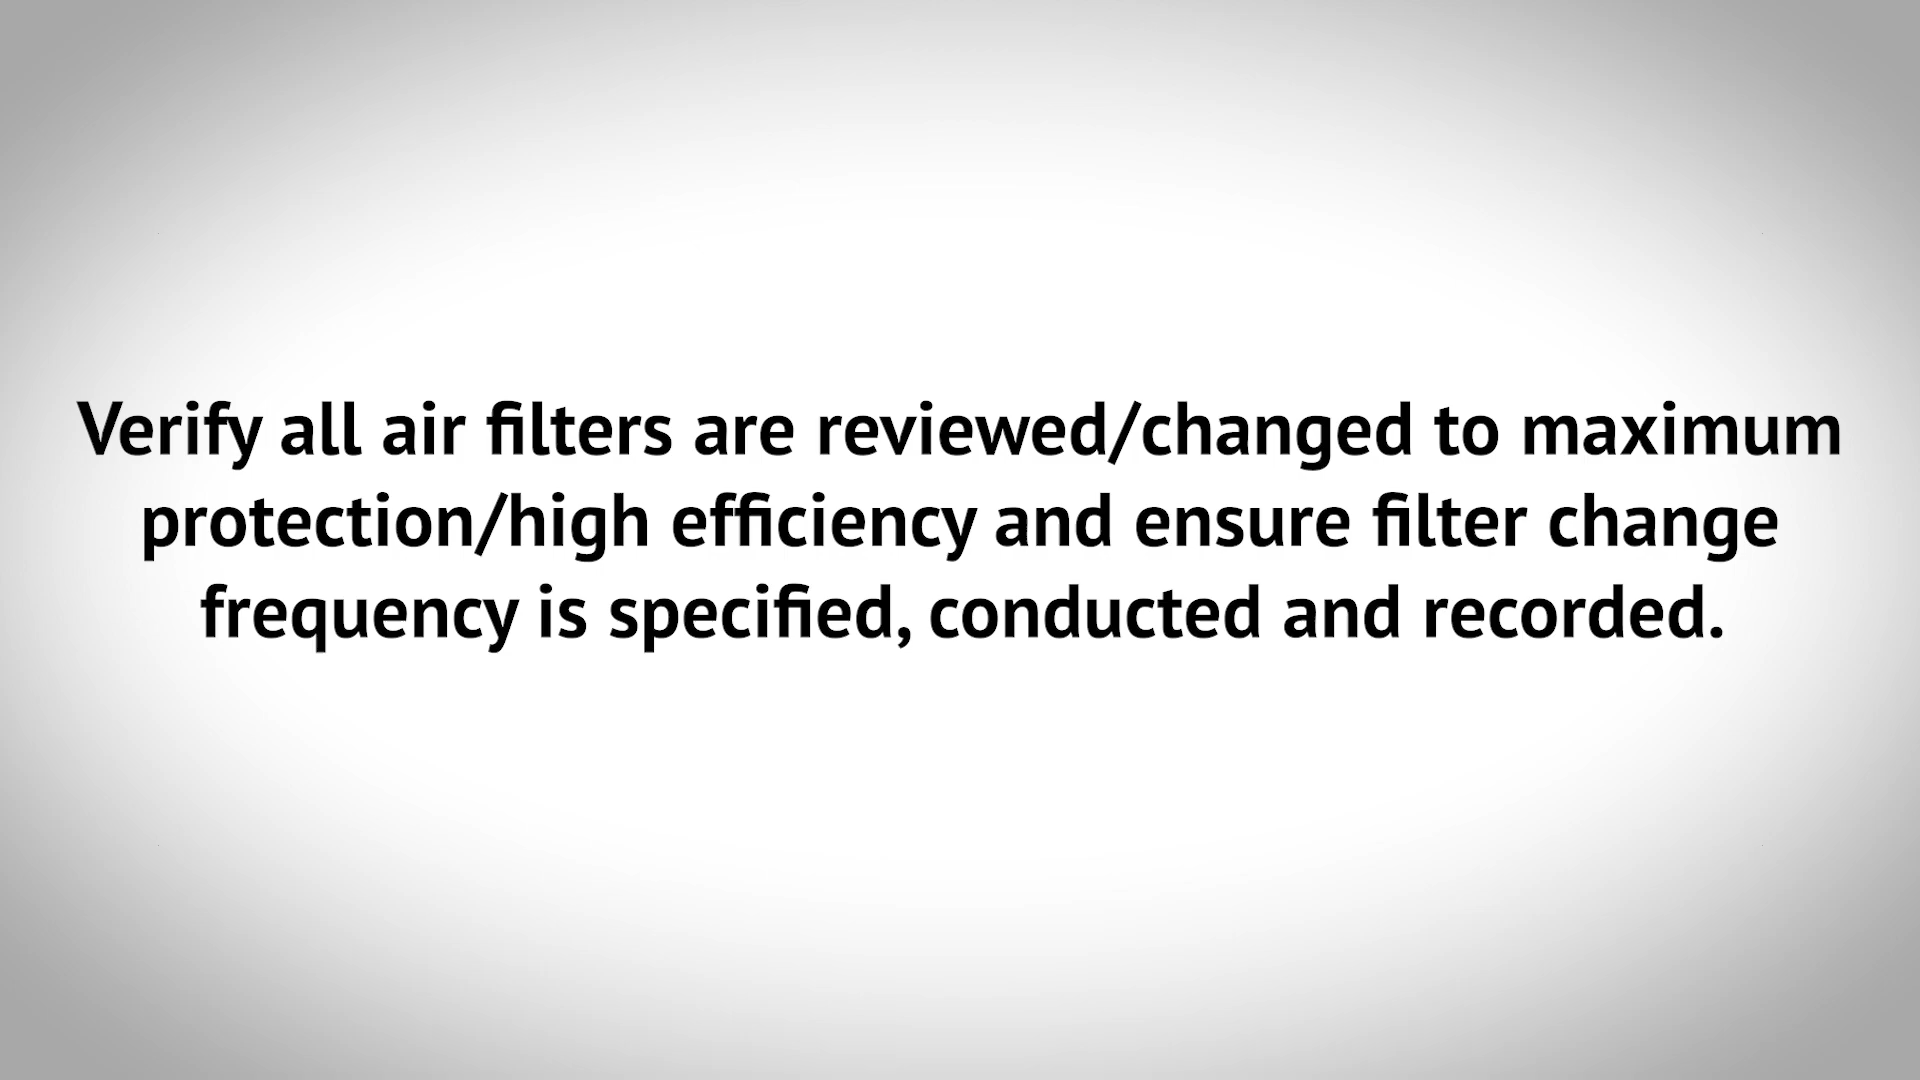 Verify all air filters are reviewed/changed to maximum
protection/high efficiency and ensure filter change
frequency is specified, conducted and recorded.